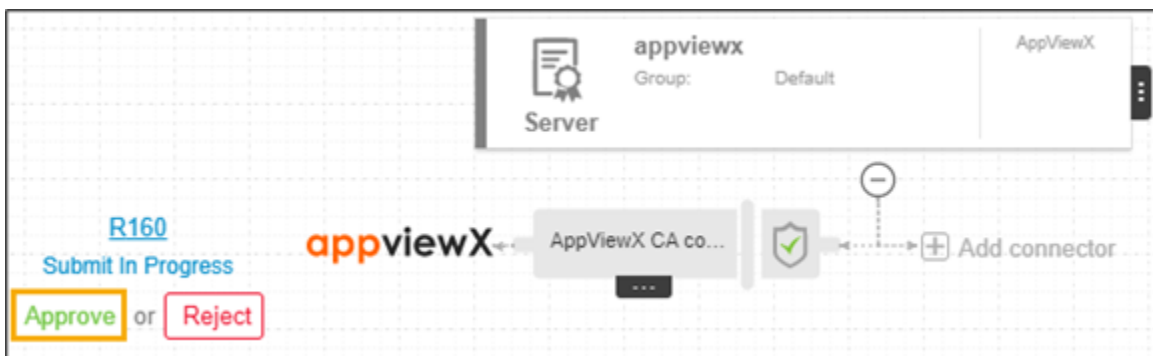 appviewx
AppViewX
Group: Default
Server
R160
Submit In Progress
Approve or Reject
appviewX
AppViewX CA co...
Add connector